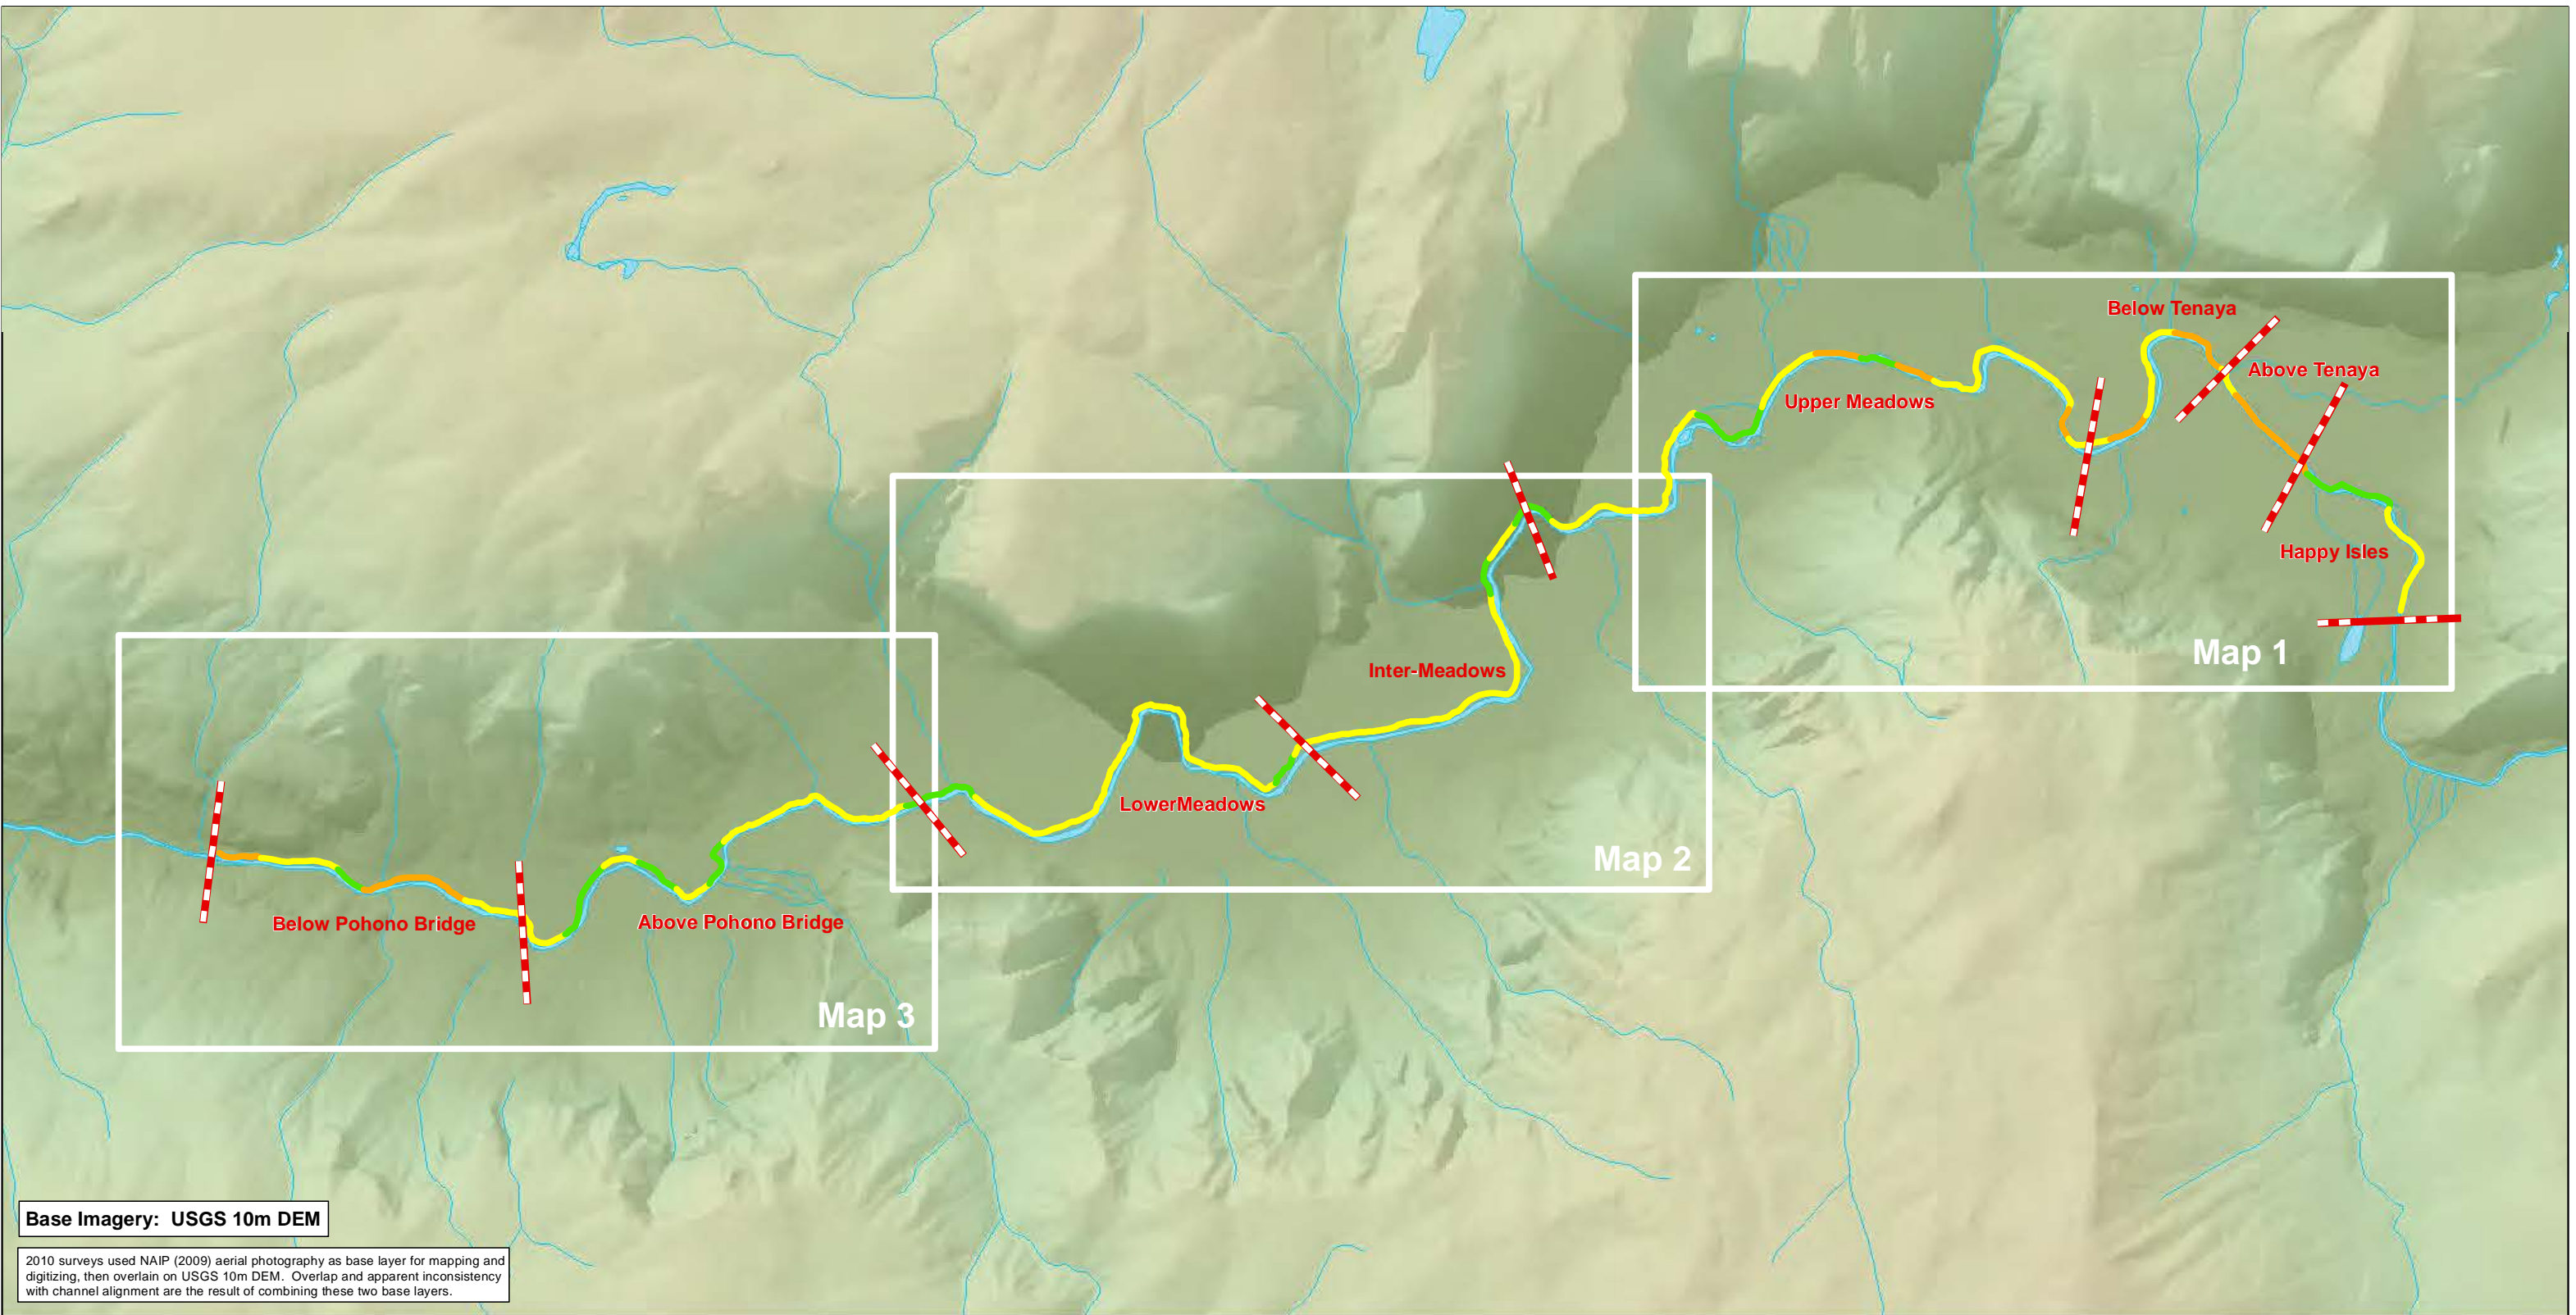 Below Tenaya
Above Tenaya
Upper Meadows
Happy Isles
Map 1
Inter-Meadows
LowerMeadows
Map 2
Below Pohono Bridge
Above Pohono Bridge
Map 3
Base Imagery: USGS 10m DEM
2010 surveys used NAIP (2009) aerial photography as base layer for mapping and
digitizing, then overlain on USGS 10m DEM. Overlap and apparent inconsistency
with channel alignment are the result of combining these two base layers.